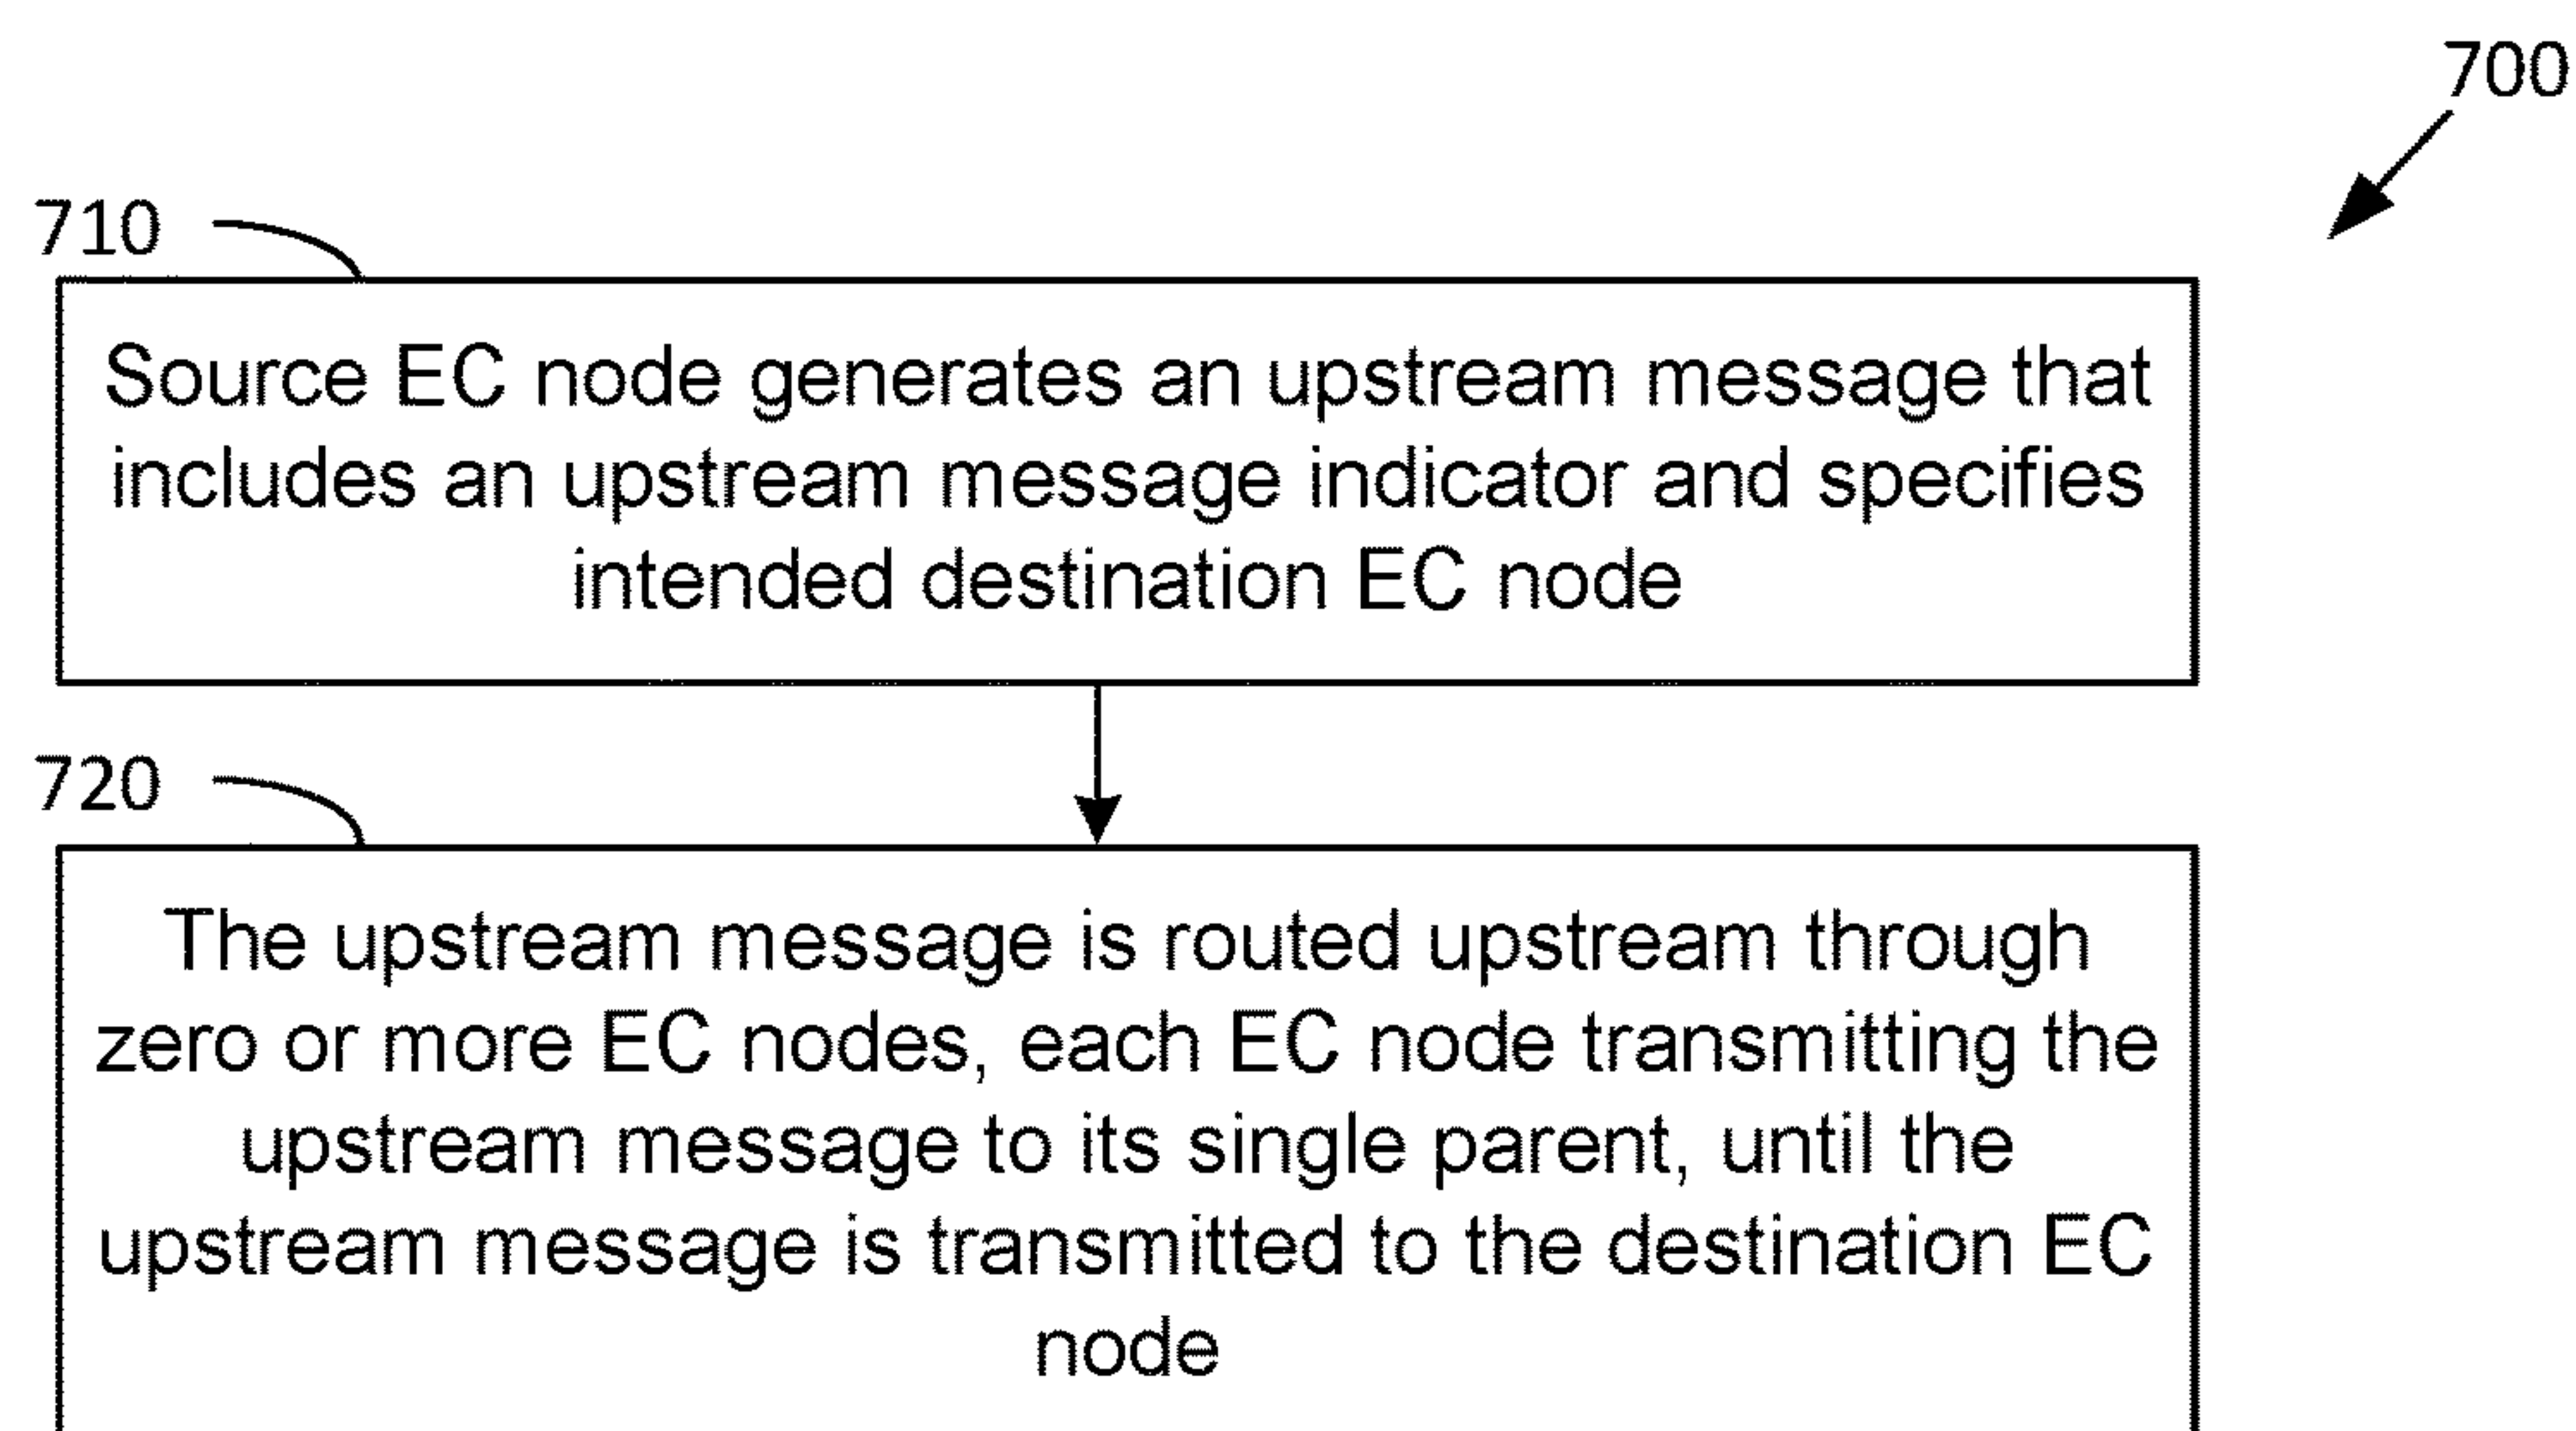 700
710
Source EC node generates an upstream message that
includes an upstream message indicator and specifies
intended destination EC node
720
The upstream message is routed upstream through
zero or more EC nodes, each EC node transmitting the
upstream message to its single parent, until the
upstream message is transmitted to the destination EC
node